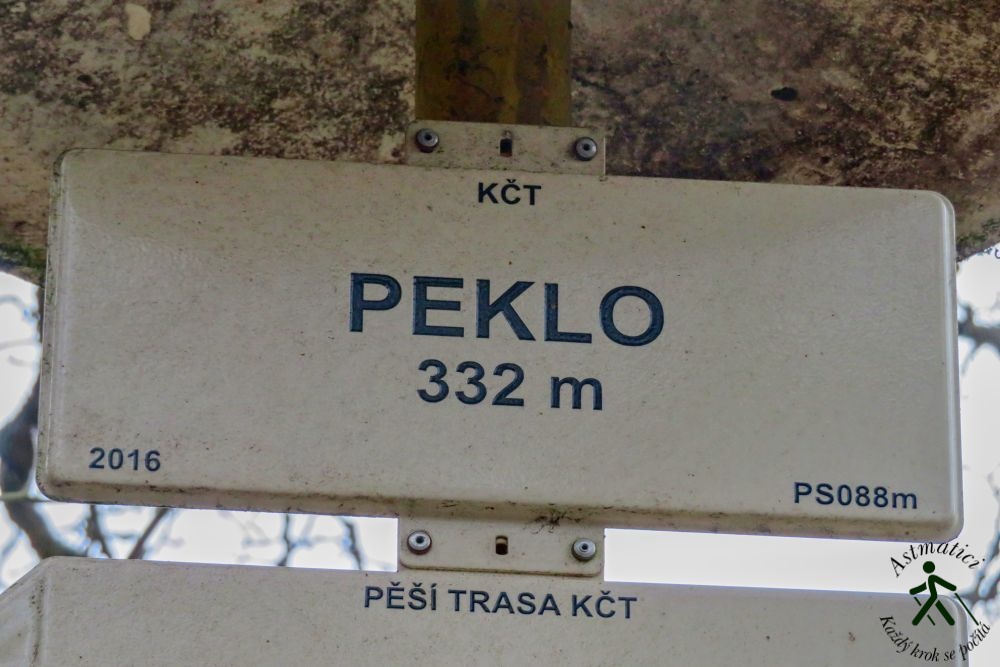 KČT
PEKLO
332 m
2016
PS088m
PĚŠÍ TRASA KČT
Astmatici
Každý krok se počítá